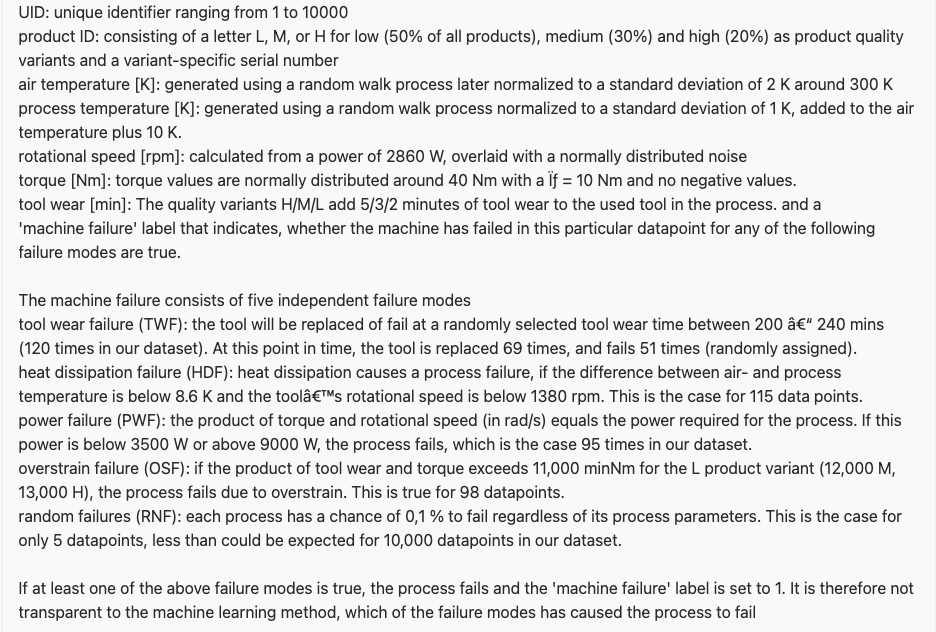 UID: unique identifier ranging from 1 to 10000
product ID: consisting of a letter L, M, or H for low (50% of all products), medium (30%) and high (20%) as product quality
variants and a variant-specific serial number
air temperature [K]: generated using a random walk process later normalized to a standard deviation of 2 K around 300 K
process temperature [K]: generated using a random walk process normalized to a standard deviation of 1 K, added to the air
temperature plus 10 K.
rotational speed [rpm]: calculated from a power of 2860 W, overlaid with a normally distributed noise
torque [Nm]: torque values are normally distributed around 40 Nm with a Ïƒ = 10 Nm and no negative values.
tool wear [min]: The quality variants H/M/L add 5/3/2 minutes of tool wear to the used tool in the process. and a
'machine failure' label that indicates, whether the machine has failed in this particular datapoint for any of the following
failure modes are true.

The machine failure consists of five independent failure modes
tool wear failure (TWF): the tool will be replaced of fail at a randomly selected tool wear time between 200 â€“ 240 mins
(120 times in our dataset). At this point in time, the tool is replaced 69 times, and fails 51 times (randomly assigned).
heat dissipation failure (HDF): heat dissipation causes a process failure, if the difference between air- and process
temperature is below 8.6 K and the toolâ€™s rotational speed is below 1380 rpm. This is the case for 115 data points.
power failure (PWF): the product of torque and rotational speed (in rad/s) equals the power required for the process. If this
power is below 3500 W or above 9000 W, the process fails, which is the case 95 times in our dataset.
overstrain failure (OSF): if the product of tool wear and torque exceeds 11,000 minNm for the L product variant (12,000 M,
13,000 H), the process fails due to overstrain. This is true for 98 datapoints.
random failures (RNF): each process has a chance of 0,1 % to fail regardless of its process parameters. This is the case for
only 5 datapoints, less than could be expected for 10,000 datapoints in our dataset.

If at least one of the above failure modes is true, the process fails and the 'machine failure' label is set to 1. It is therefore not
transparent to the machine learning method, which of the failure modes has caused the process to fail